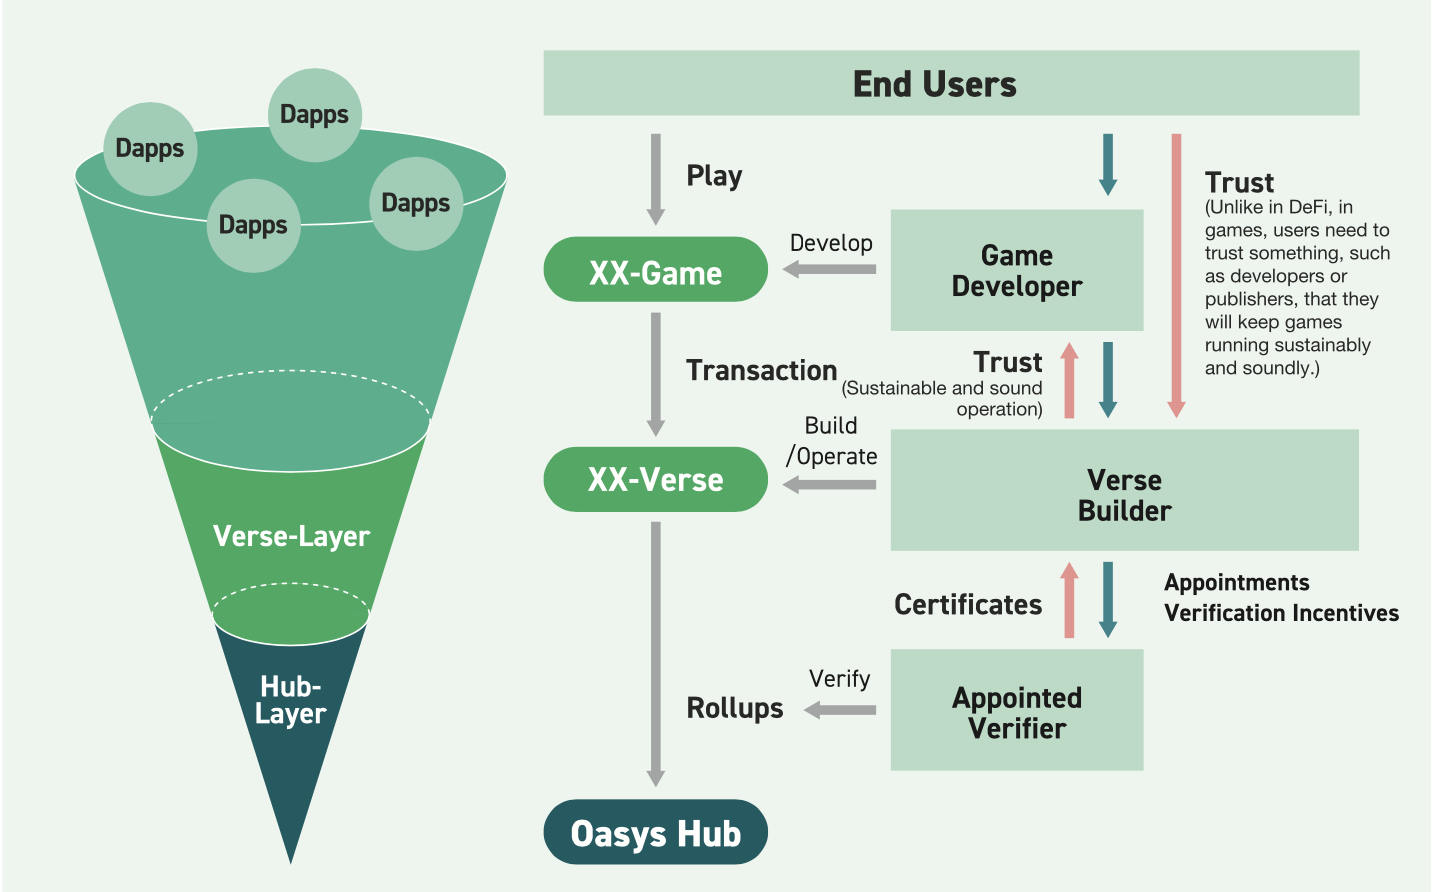 Dapps
Dapps
Dapps
Dapps
Verse-Layer
Hub-
Layer
End Users
Play
Trust
(Unlike in DeFi, in
games, users need to
trust something, such
as developers or
publishers, that they
will keep games
running sustainably
and soundly.)
XX-Game
Develop
Game
Developer
Transaction
Trust
(Sustainable and sound
operation)
Build
/Operate
XX-Verse
Verse
Builder
Certificates
Appointments
Verification Incentives
Rollups
Verify
Appointed
Verifier
Oasys Hub